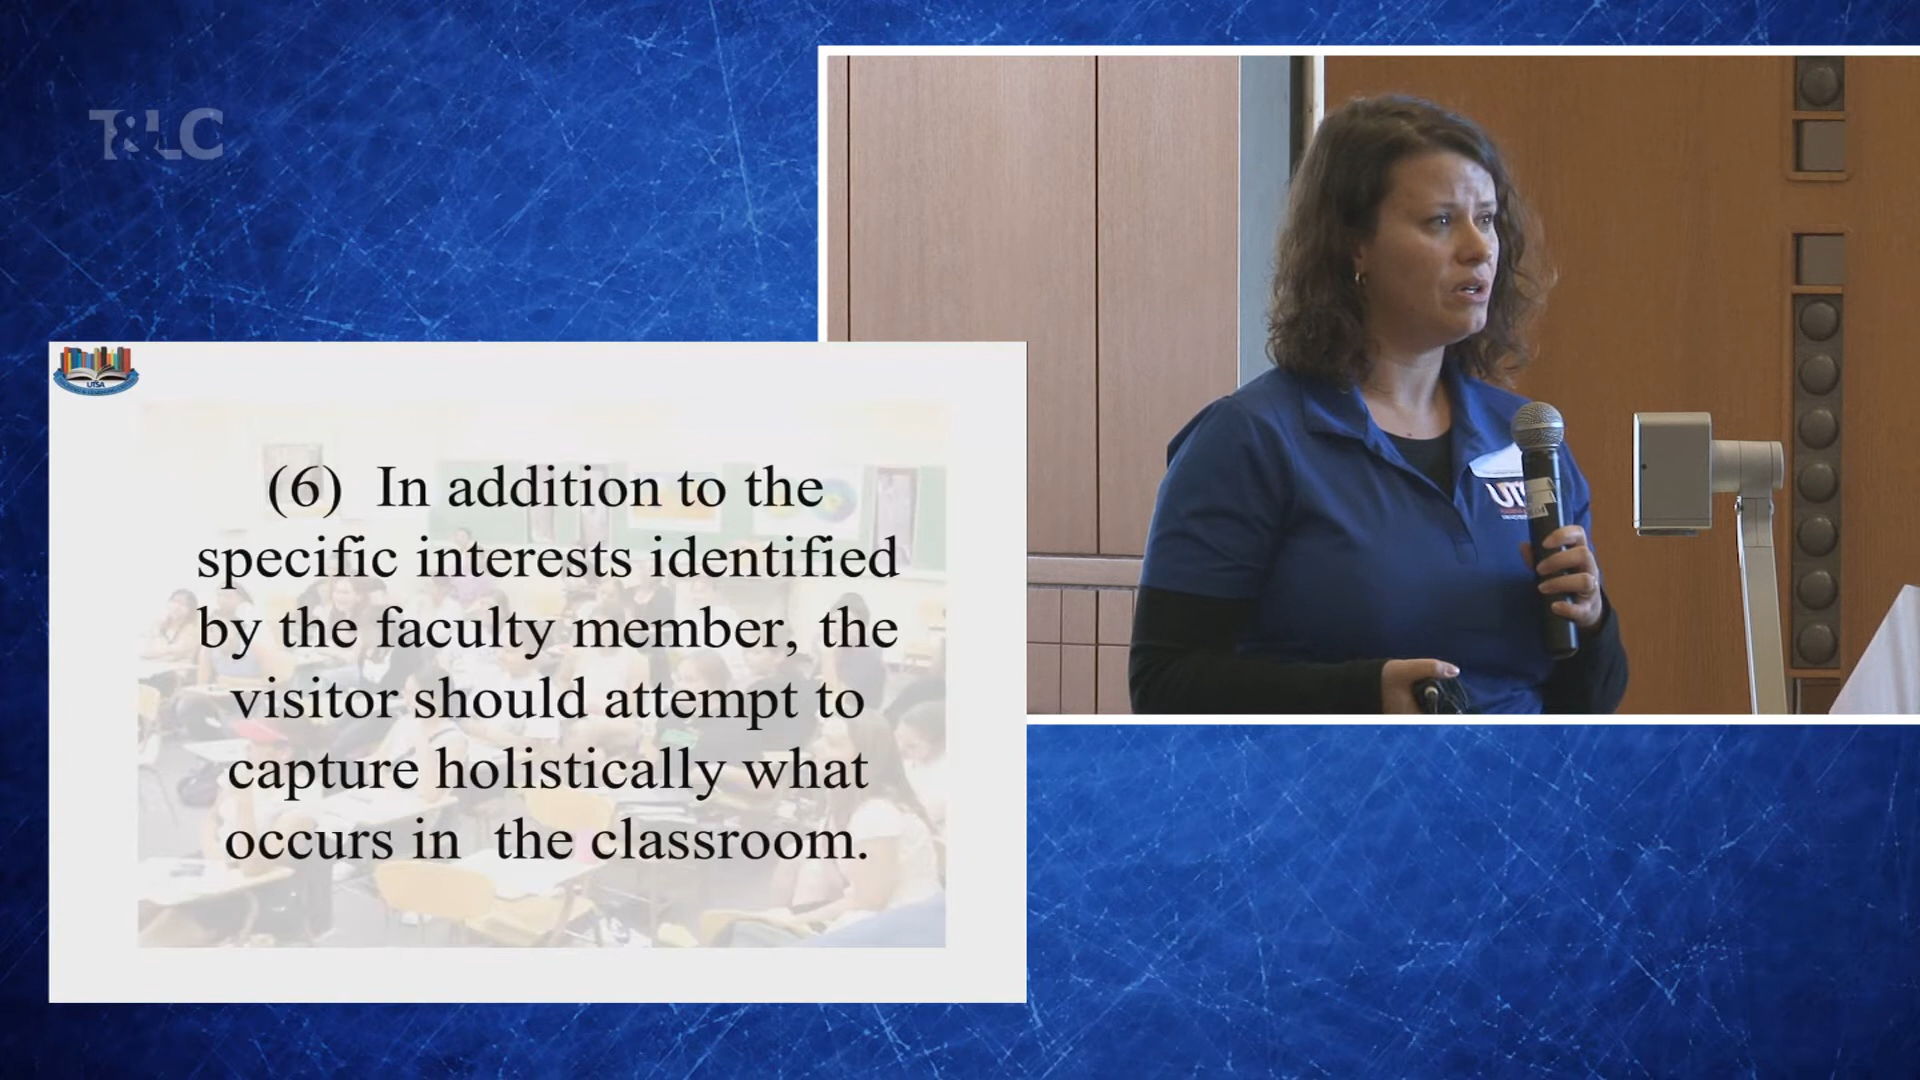 T&LC
UTSA
(6)  In addition to the
specific interests identified
by the faculty member, the
visitor should attempt to
capture holistically what
occurs in  the classroom.